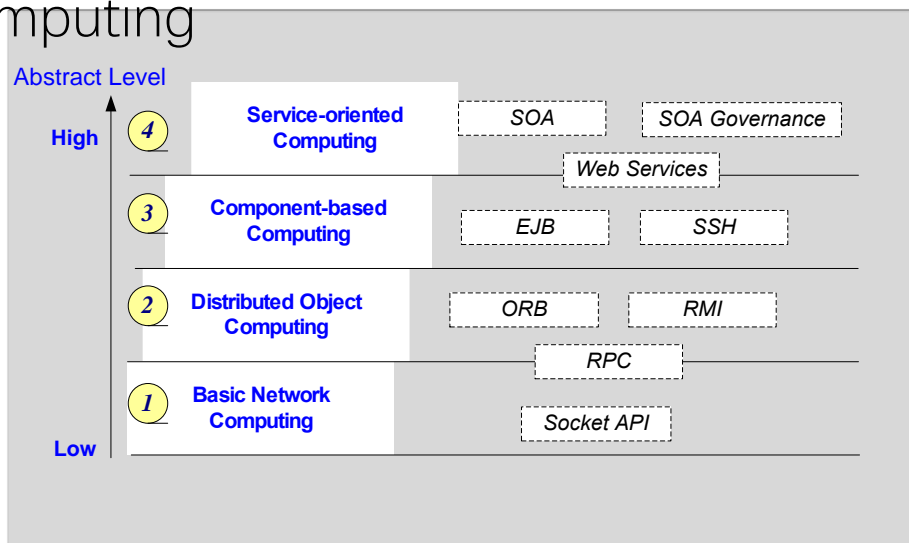 mputing
Abstract Level
High
4
Service-oriented
Computing
SOA
SOA Governance
Web Services
3
Component-based
Computing
EJB
SSH
2
Distributed Object
Computing
ORB
RMI
RPC
1
Basic Network
Computing
Socket API
Low